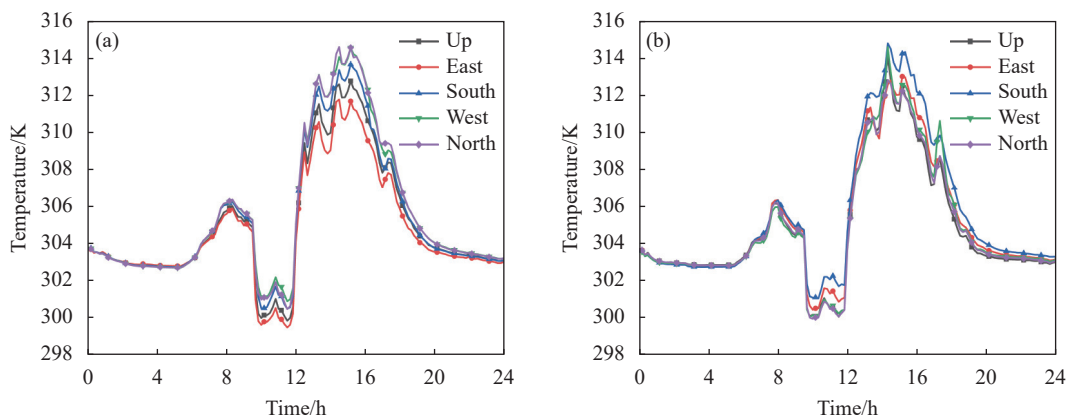 (a)
Up
East
South
West
North
Temperature/K
316
314
312
310
308
306
304
302
300
298
0 4 8 12 16 20 24
Time/h
(b)
Up
East
South
West
North
Temperature/K
316
314
312
310
308
306
304
302
300
298
0 4 8 12 16 20 24
Time/h